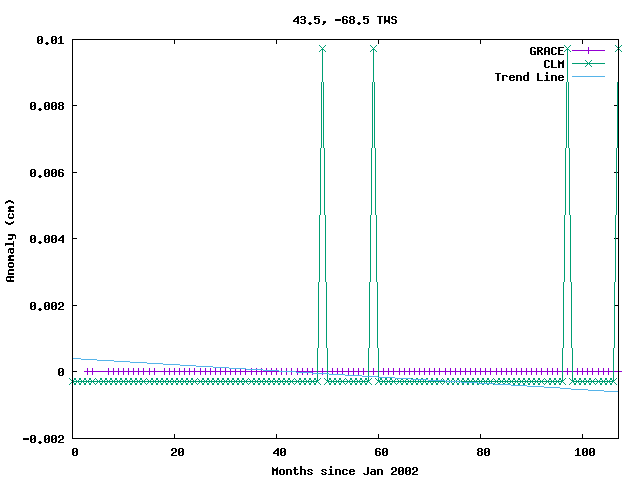 43.5, -68.5 TWS
GRACE
CLM
Trend Line
0.01
0.008
0.006
0.004
0.002
0
-0.002
Anomaly (cm)
0 20 40 60 80 100
Months since Jan 2002